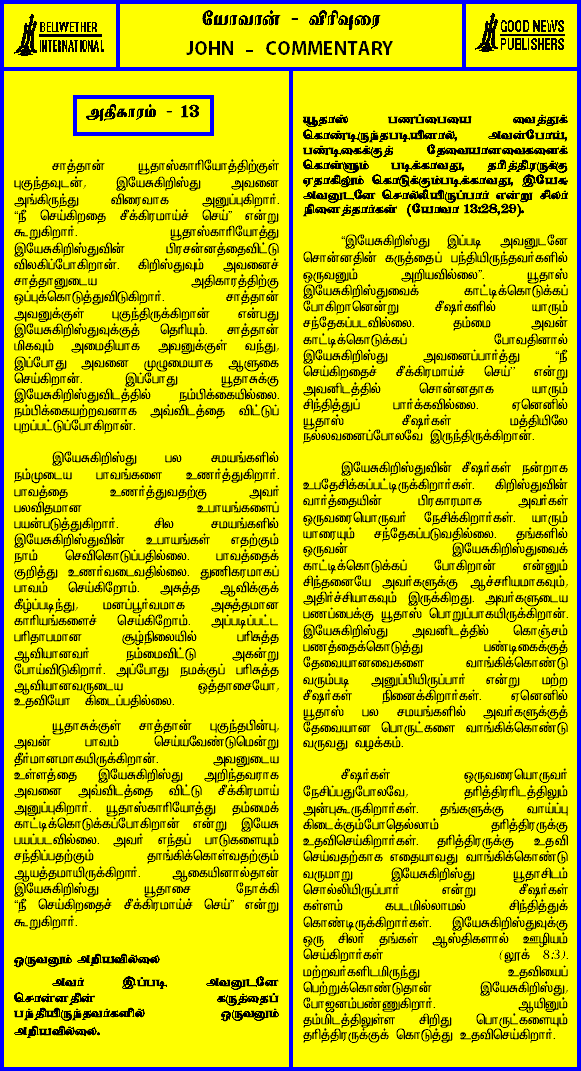 BELLWETHER
INTERNATIONAL
யோவான் - விரிவுரை
JOHN - COMMENTARY
GOOD NEWS
PUBLISHERS
அதிகாரம் - 13
சாத்தான் யூதாஸ்காரியோத்திற்குள்
புகுந்தவுடன், இயேசுகிறிஸ்து அவனை
அங்கிருந்து விரைவாக அனுப்புகிறார்.
“நீ செய்கிறதை சீக்கிரமாய்ச் செய்” என்று
கூறுகிறார். யூதாஸ்காரியோத்து
இயேசுகிறிஸ்துவின் பிரசன்னத்தைவிட்டு
விலகிப்போகிறான். கிறிஸ்துவும் அவனைச்
சாத்தானுடைய அதிகாரத்திற்கு
ஒப்புக்கொடுத்துவிடுகிறார். சாத்தான்
அவனுக்குள் புகுந்திருக்கிறான் என்பது
இயேசுகிறிஸ்துவுக்குத் தெரியும். சாத்தான்
மிகவும் அமைதியாக அவனுக்குள் வந்து,
இப்போது அவனை முழுமையாக ஆளுகை
செய்கிறான். இப்போது யூதாசுக்கு
இயேசுகிறிஸ்துவிடத்தில் நம்பிக்கையில்லை.
நம்பிக்கையற்றவனாக அவ்விடத்தை விட்டுப்
புறப்பட்டுப்போகிறான்.
இயேசுகிறிஸ்து பல சமயங்களில்
நம்முடைய பாவங்களை உணர்த்துகிறார்.
பாவத்தை உணர்த்துவதற்கு அவர்
பலவிதமான உபாயங்களைப்
பயன்படுத்துகிறார். சில சமயங்களில்
இயேசுகிறிஸ்துவின் உபாயங்கள் எதற்கும்
நாம் செவிகொடுப்பதில்லை. பாவத்தைக்
குறித்து உணர்வடைவதில்லை. துணிகரமாகப்
பாவம் செய்கிறோம். அசுத்த ஆவிக்குக்
கீழ்ப்படிந்து, மனப்பூர்வமாக அசுத்தமான
காரியங்களைச் செய்கிறோம். அப்படிப்பட்ட
பரிதாபமான சூழ்நிலையில் பரிசுத்த
ஆவியானவர் நம்மைவிட்டு அகன்று
போய்விடுகிறார். அப்போது நமக்குப் பரிசுத்த
ஆவியானவருடைய ஒத்தாசையோ,
உதவியோ கிடைப்பதில்லை.
யூதாசுக்குள் சாத்தான் புகுந்தபின்பு,
அவன் பாவம் செய்யவேண்டுமென்று
தீர்மானமாகயிருக்கிறான். அவனுடைய
உள்ளத்தை இயேசுகிறிஸ்து அறிந்தவராக
அவனை அவ்விடத்தை விட்டு சீக்கிரமாய்
அனுப்புகிறார். யூதாஸ்காரியோத்து தம்மைக்
காட்டிக்கொடுக்கப்போகிறான் என்று இயேசு
பயப்படவில்லை. அவர் எந்தப் பாடுகளையும்
சந்திப்பதற்கும் தாங்கிக்கொள்வதற்கும்
ஆயத்தமாயிருக்கிறார். ஆகையினால்தான்
இயேசுகிறிஸ்து யூதாசை நோக்கி
“நீ செய்கிறதைச் சீக்கிரமாய்ச் செய்” என்று
கூறுகிறார்.
ஒருவனும் அறியவில்லை
அவர் இப்படி அவனுடனே
சொன்னதின் கருத்தைப்
பந்தியிருந்தவர்களில் ஒருவனும்
அறியவில்லை.
யூதாஸ் பணப்பையை வைத்துக்
கொண்டிருந்தபடியினால், அவன்போய்,
பண்டிகைக்குத் தேவையானவைகளைக்
கொள்ளும் படிக்காவது, தரித்திரருக்கு
ஏதாகிலும் கொடுக்கும்படிக்காவது, இயேசு
அவனுடனே சொல்லியிருப்பார் என்று சிலர்
நினைத்தார்கள் (யோவா 13:28,29).
“இயேசுகிறிஸ்து இப்படி அவனுடனே
சொன்னதின் கருத்தைப் பந்தியிருந்தவர்களில்
ஒருவனும் அறியவில்லை”. யூதாஸ்
இயேசுகிறிஸ்துவைக் காட்டிக்கொடுக்கப்
போகிறானென்று சீஷர்களில் யாரும்
சந்தேகப்படவில்லை. தம்மை அவன்
காட்டிக்கொடுக்கப் போவதினால்
இயேசுகிறிஸ்து அவனைப்பார்த்து “நீ
செய்கிறதைச் சீக்கிரமாய்ச் செய்” என்று
அவனிடத்தில் சொன்னதாக யாரும்
சிந்தித்துப் பார்க்கவில்லை. ஏனெனில்
யூதாஸ் சீஷர்கள் மத்தியிலே
நல்லவனைப்போலவே இருந்திருக்கிறான்.
இயேசுகிறிஸ்துவின் சீஷர்கள் நன்றாக
உபதேசிக்கப்பட்டிருக்கிறார்கள். கிறிஸ்துவின்
வார்த்தையின் பிரகாரமாக அவர்கள்
ஒருவரையொருவர் நேசிக்கிறார்கள். யாரும்
யாரையும் சந்தேகப்படுவதில்லை. தங்களில்
ஒருவன் இயேசுகிறிஸ்துவைக்
காட்டிக்கொடுக்கப் போகிறான் என்னும்
சிந்தனையே அவர்களுக்கு ஆச்சரியமாகவும்,
அதிர்ச்சியாகவும் இருக்கிறது. அவர்களுடைய
பணப்பைக்கு யூதாஸ் பொறுப்பாகயிருக்கிறான்.
இயேசுகிறிஸ்து அவனிடத்தில் கொஞ்சம்
பணத்தைக்கொடுத்து பண்டிகைக்குத்
தேவையானவைகளை வாங்கிக்கொண்டு
வரும்படி அனுப்பியிருப்பார் என்று மற்ற
சீஷர்கள் நினைக்கிறார்கள். ஏனெனில்
யூதாஸ் பல சமயங்களில் அவர்களுக்குத்
தேவையான பொருட்களை வாங்கிக்கொண்டு
வருவது வழக்கம்.
சீஷர்கள் ஒருவரையொருவர்
நேசிப்பதுபோலவே, தரித்திரரிடத்திலும்
அன்புகூருகிறார்கள். தங்களுக்கு வாய்ப்பு
கிடைக்கும்போதெல்லாம் தரித்திரருக்கு
உதவிசெய்கிறார்கள். தரித்திரருக்கு உதவி
செய்வதற்காக எதையாவது வாங்கிக்கொண்டு
வருமாறு இயேசுகிறிஸ்து யூதாசிடம்
சொல்லியிருப்பார் என்று சீஷர்கள்
கள்ளம் கபடமில்லாமல் சிந்தித்துக்
கொண்டிருக்கிறார்கள். இயேசுகிறிஸ்துவுக்கு
ஒரு சிலர் தங்கள் ஆஸ்திகளால் ஊழியம்
செய்கிறார்கள் (லூக் 8:3).
மற்றவர்களிடமிருந்து உதவியைப்
பெற்றுக்கொண்டுதான் இயேசுகிறிஸ்து,
போஜனம்பண்ணுகிறார். ஆயினும்
தம்மிடத்திலுள்ள சிறிது பொருட்களையும்
தரித்திரருக்குக் கொடுத்து உதவிசெய்கிறார்.